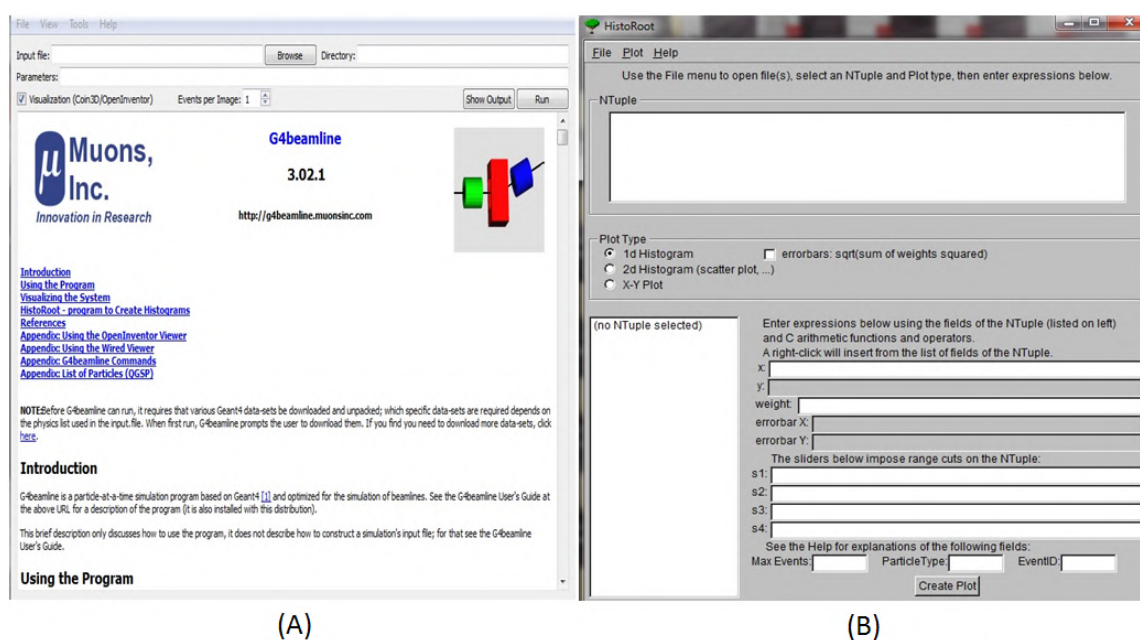 File View Tools Help
Input file: Browse Directory:
Parameters:
Visualization (Coin3D/OpenInventor) Events per Image: 1 Show Output Run
μ Muons, Inc.
Innovation in Research
G4beamline
3.02.1
http://g4beamline.muonsinc.com
Introduction
Using the Program
Visualizing the System
HistoRoot - program to Create Histograms
References
Appendix: Using the OpenInventor Viewer
Appendix: Using the Wired Viewer
Appendix: G4beamline Commands
Appendix: List of Particles (QGSP)
NOTE:Before G4beamline can run, it requires that various Geant4 data-sets be downloaded and unpacked; which specific data-sets are required depends on
the physics list used in the input.file. When first run, G4beamline prompts the user to download them. If you find you need to download more data-sets, click
here.
Introduction
G4beamline is a particle-at-a-time simulation program based on Geant4 [1] and optimized for the simulation of beamlines. See the G4beamline User's Guide at
the above URL for a description of the program (it is also installed with this distribution).
This brief description only discusses how to use the program, it does not describe how to construct a simulation's input file; for that see the G4beamline
User's Guide.
Using the Program
(A)
HistoRoot
File Plot Help
Use the File menu to open file(s), select an NTuple and Plot type, then enter expressions below.
NTuple
Plot Type
1d Histogram errorbars: sqrt(sum of weights squared)
2d Histogram (scatter plot, ...)
X-Y Plot
(no NTuple selected)
Enter expressions below using the fields of the NTuple (listed on left)
and C arithmetic functions and operators.
A right-click will insert from the list of fields of the NTuple.
x:
y:
weight:
errorbar X:
errorbar Y:
The sliders below impose range cuts on the NTuple:
s1:
s2:
s3:
s4:
See the Help for explanations of the following fields:
Max Events: ParticleType: EventID:
Create Plot
(B)